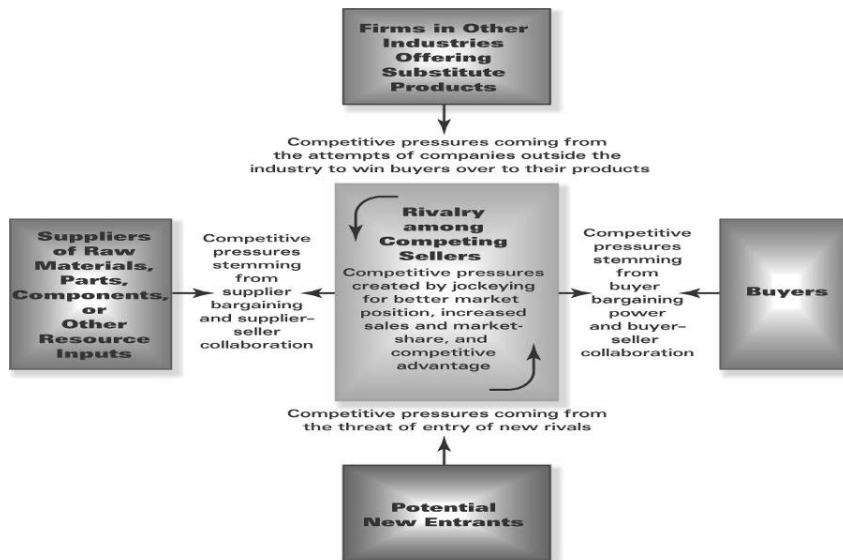 Firms in Other
Industries
Offering
Substitute
Products
Competitive pressures coming from
the attempts of companies outside the
industry to win buyers over to their products
Suppliers
of Raw
Materials,
Parts,
Components,
or
Other
Resource
Inputs
Competitive
pressures
stemming
from
supplier
bargaining
and supplier–
seller
collaboration
Rivalry
among
Competing
Sellers
Competitive pressures
created by jockeying
for better market
position, increased
sales and market-
share, and
competitive
advantage
Competitive
pressures
stemming
from
buyer
bargaining
power
and buyer–
seller
collaboration
Buyers
Competitive pressures coming from
the threat of entry of new rivals
Potential
New Entrants